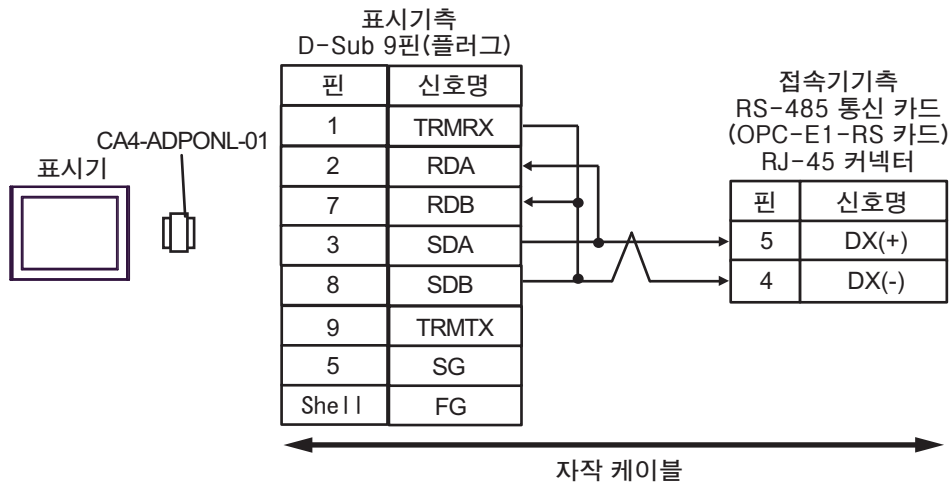 표시기측
D-Sub 9핀(플러그)
핀 신호명
1 TRMRX
2 RDA
7 RDB
3 SDA
8 SDB
9 TRMTX
5 SG
Shell FG
CA4-ADPONL-01
표시기
접속기기측
RS-485 통신 카드
(OPC-E1-RS 카드)
RJ-45 커넥터
핀 신호명
5 DX(+)
4 DX(-)
자작 케이블